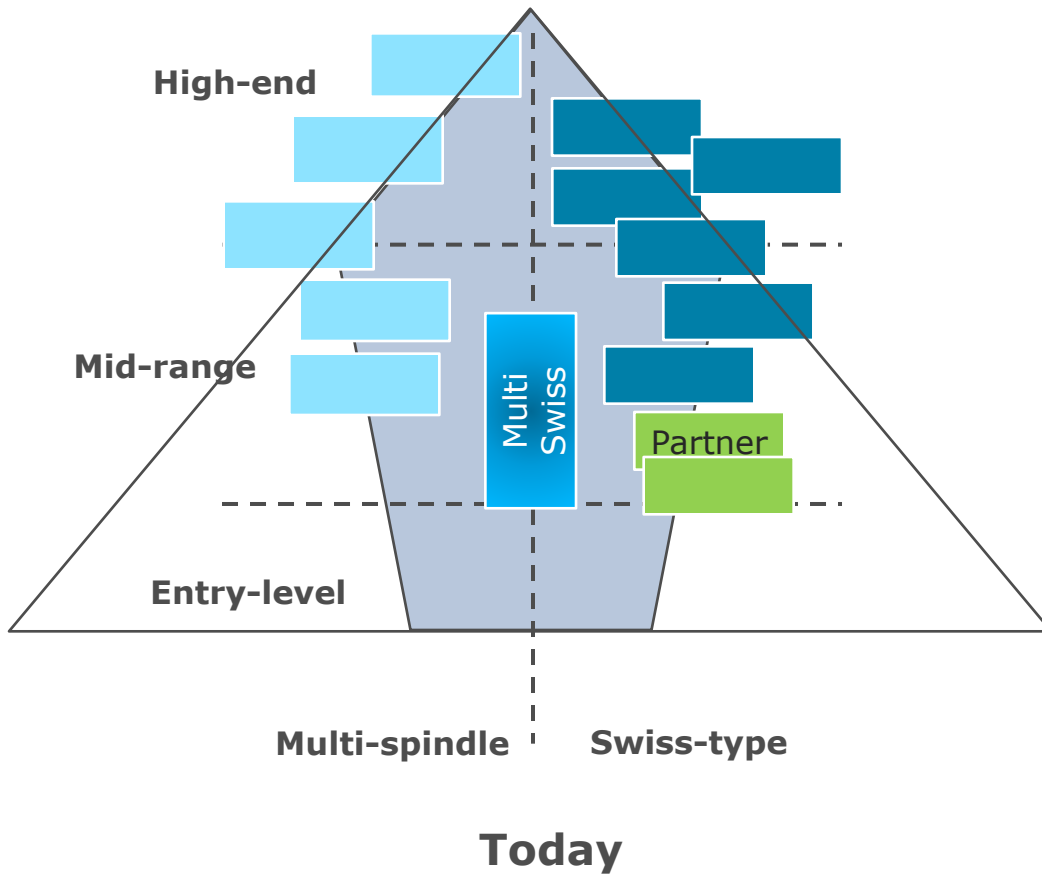 High-end
Mid-range
Multi
Swiss
Partner
Entry-level
Multi-spindle
Swiss-type
Today